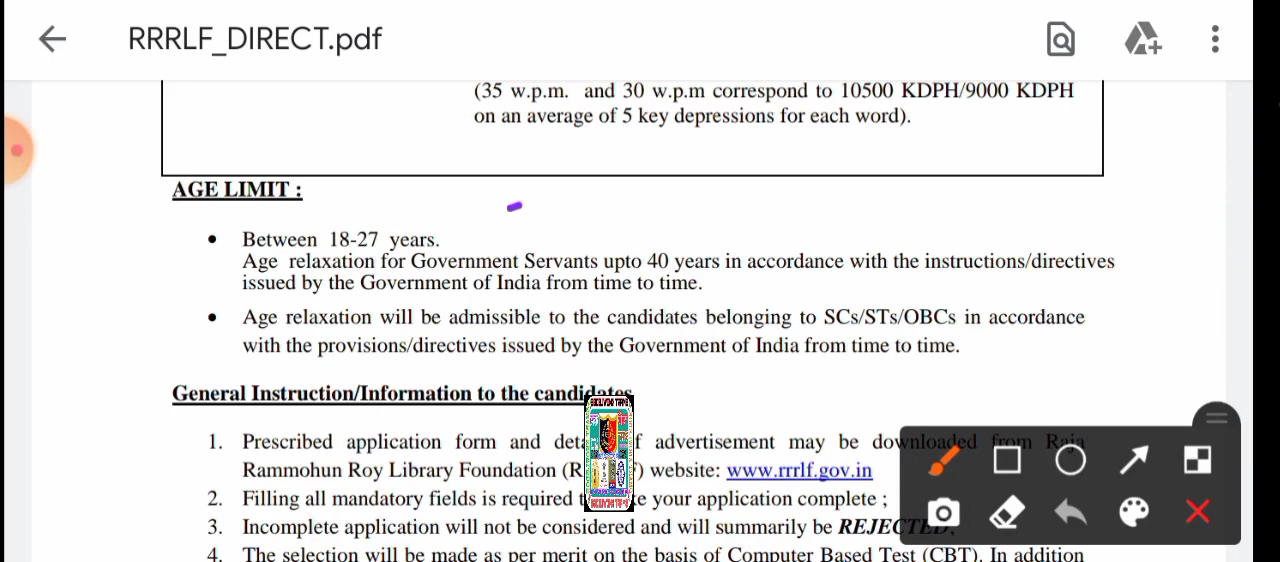 RRRLF_DIRECT.pdf
(35 w.p.m. and 30 w.p.m correspond to 10500 KDPH/9000 KDPH
on an average of 5 key depressions for each word).
AGE LIMIT :
• Between 18-27 years.
Age relaxation for Government Servants upto 40 years in accordance with the instructions/directives
issued by the Government of India from time to time.
• Age relaxation will be admissible to the candidates belonging to SCs/STs/OBCs in accordance
with the provisions/directives issued by the Government of India from time to time.
General Instruction/Information to the candidates
1. Prescribed application form and advertisement may be downloaded from Raja
Rammohun Roy Library Foundation ( ) website: www.rrrlf.gov.in
2. Filling all mandatory fields is required your application complete ;
3. Incomplete application will not be considered and will summarily be REJECTED;
4. The selection will be made as per merit on the basis of Computer Based Test (CBT). In addition